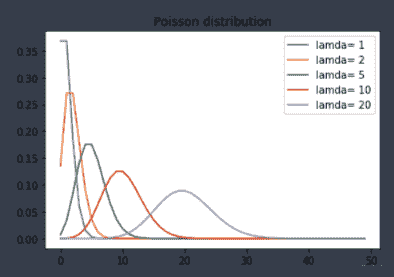 Poisson distribution
lamda= 1
lamda= 2
lamda= 5
lamda= 10
lamda= 20
0.35
0.30
0.25
0.20
0.15
0.10
0.05
0.00
0 10 20 30 40 50